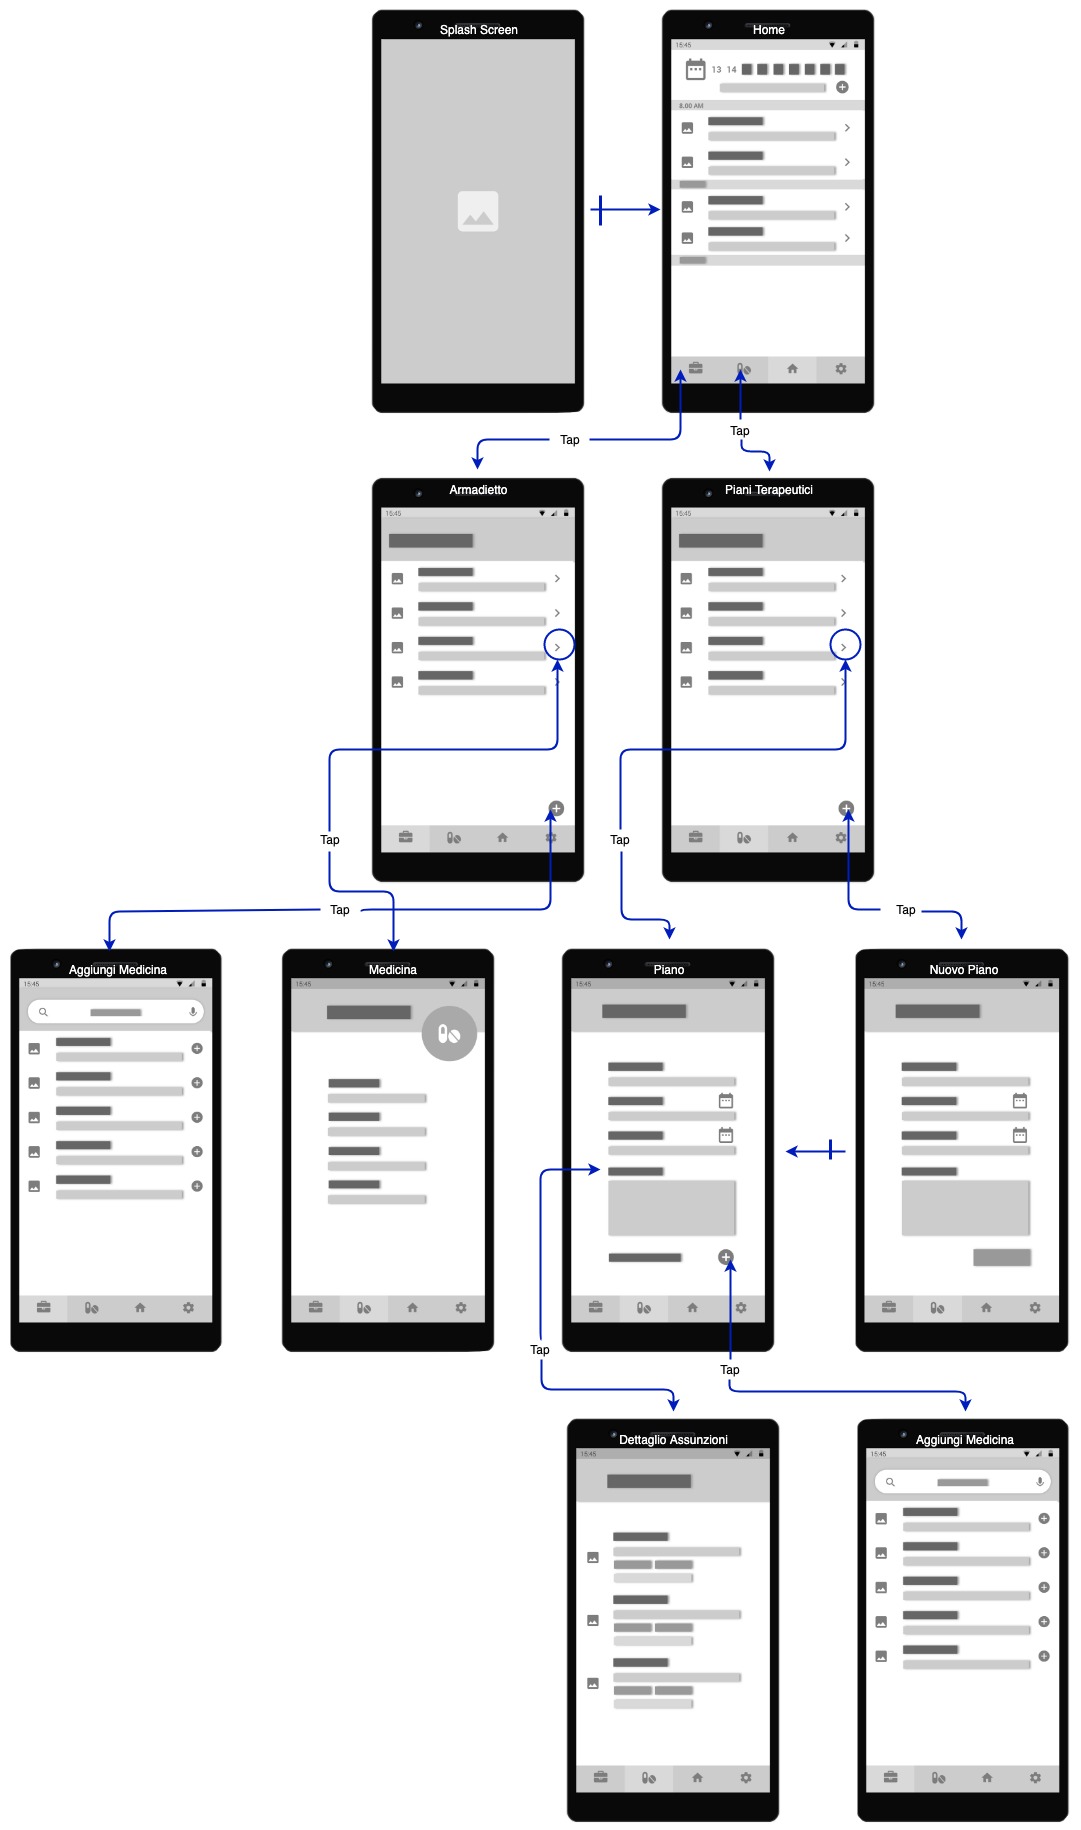 Splash Screen
Home
15:45
13 14
8.00 AM
Tap
Tap
Armadietto
15:45
Piani Terapeutici
15:45
Tap
Tap
Tap
Tap
Aggiungi Medicina
15:45
Medicina
15:45
Piano
15:45
Nuovo Piano
15:45
Tap
Tap
Dettaglio Assunzioni
15:45
Aggiungi Medicina
15:45